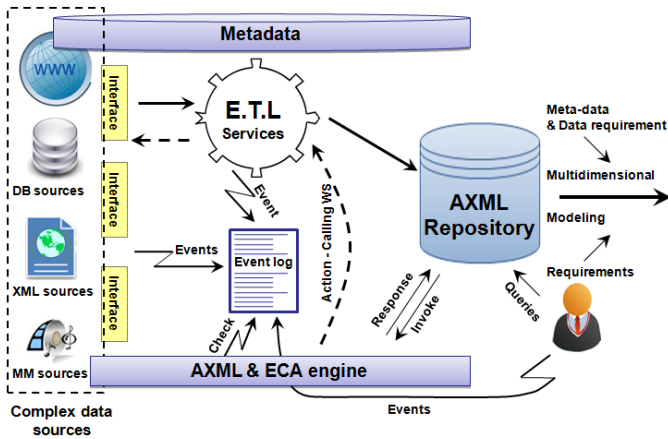 Metadata
WWW
Interface
E.T.L
Services
DB sources
Interface
XML sources
Interface
MM sources
Complex data
sources
Event
Events
Event log
Check
Action - Calling WS
AXML
Repository
Response
Invoke
Meta-data
& Data requirement
Multidimensional
Modeling
Requirements
Queries
AXML & ECA engine
Events